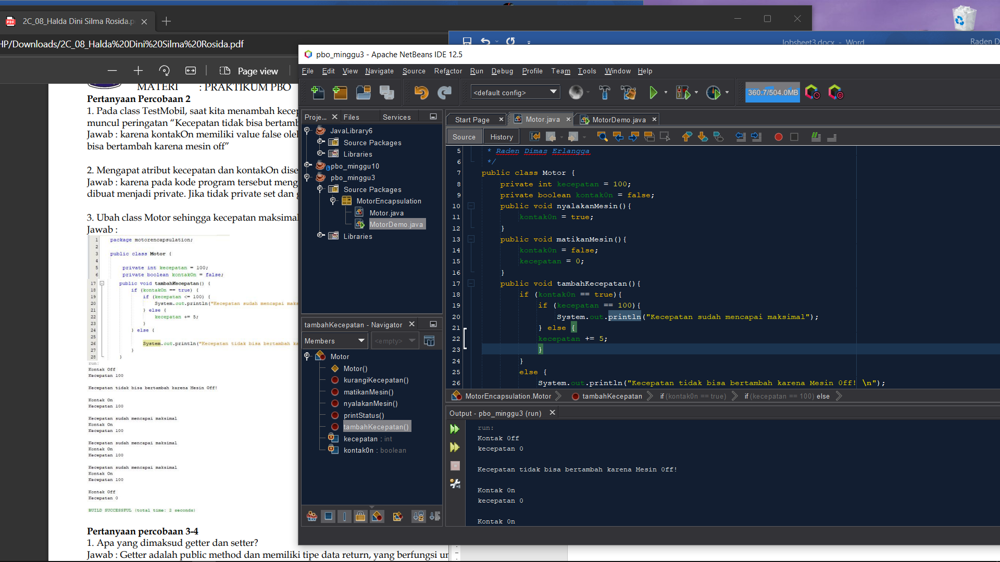 2C_08_Halda Dini Silma Rosida.p
HP/Downloads/2C_08_Halda%20Dini%20Silma%20Rosida.pdf
Page view
MATERI : PRAKTIKUM PBO
Pertanyaan Percobaan 2
1. Pada class TestMobil, saat kita menambah kecep
muncul peringatan “Kecepatan tidak bisa bertamb
Jawab : karena kontakOn memiliki value false olel
bisa bertambah karena mesin off”
2. Mengapat atribut kecepatan dan kontakOn dise
Jawab : karena pada kode program tersebut meng
dibuat menjadi private. Jika tidak private set dan g
3. Ubah class Motor sehingga kecepatan maksimal
Jawab :
1 package motorencapsulation;
2
3 public class Motor {
4
5 private int kecepatan = 100;
6 private boolean kontakOn = false;
17 public void tambahKecepatan() {
18 if (kontakOn == true) {
19 if (kecepatan <= 100) {
20 System.out.println("Kecepatan sudah mencapai maks
21 } else {
22 kecepatan += 5;
23 }
24 } else {
25
26 System.out.println("Kecepatan tidak bisa bertambah ka
27 }
28 }
run:
Kontak Off
Kecepatan 100
Kecepatan tidak bisa bertambah karena Mesin Off!
Kontak On
Kecepatan 100
Kecepatan sudah mencapai maksimal
Kontak On
Kecepatan 100
Kecepatan sudah mencapai maksimal
Kontak On
Kecepatan 100
Kecepatan sudah mencapai maksimal
Kontak On
Kecepatan 100
Kontak Off
Kecepatan 0
BUILD SUCCESSFUL (total time: 2 seconds)
Pertanyaan percobaan 3-4
1. Apa yang dimaksud getter dan setter?
Jawab : Getter adalah public method dan memiliki tipe data return, yang berfungsi un
Jobsheet3.docx - Word
Raden D
pbo_minggu3 - Apache NetBeans IDE 12.5
File Edit View Navigate Source Refactor Run Debug Profile Team Tools Window Help
<default config>
360.7/504.0MB
Proje... Files Services
JavaLibrary6
Source Packages
Libraries
pbo_minggu10
pbo_minggu3
Source Packages
MotorEncapsulation
Motor.java
MotorDemo.java
Libraries
tambahKecepatan - Navigator
Members <empty>
Motor
Motor()
kurangiKecepatan()
matikanMesin()
nyalakanMesin()
printStatus()
tambahKecepatan()
kecepatan : int
kontak0n : boolean
Start Page Motor.java MotorDemo.java
Source History
5 * Raden Dimas Erlangga
6 */
7 public class Motor {
8 private int kecepatan = 100;
9 private boolean kontak0n = false;
10 public void nyalakanMesin(){
11 kontak0n = true;
12 }
13 public void matikanMesin(){
14 kontak0n = false;
15 kecepatan = 0;
16 }
17 public void tambahKecepatan(){
18 if (kontak0n == true){
19 if (kecepatan == 100){
20 System.out.println("Kecepatan sudah mencapai maksimal");
21 } else {
22 kecepatan += 5;
23 }
24 }
25 else {
26 System.out.println("Kecepatan tidak bisa bertambah karena Mesin 0ff! \n");
MotorEncapsulation.Motor tambahKecepatan if (kontak0n == true) if (kecepatan == 100) else
Output - pbo_minggu3 (run)
run:
Kontak 0ff
kecepatan 0
Kecepatan tidak bisa bertambah karena Mesin 0ff!
Kontak 0n
kecepatan 0
Kontak 0n